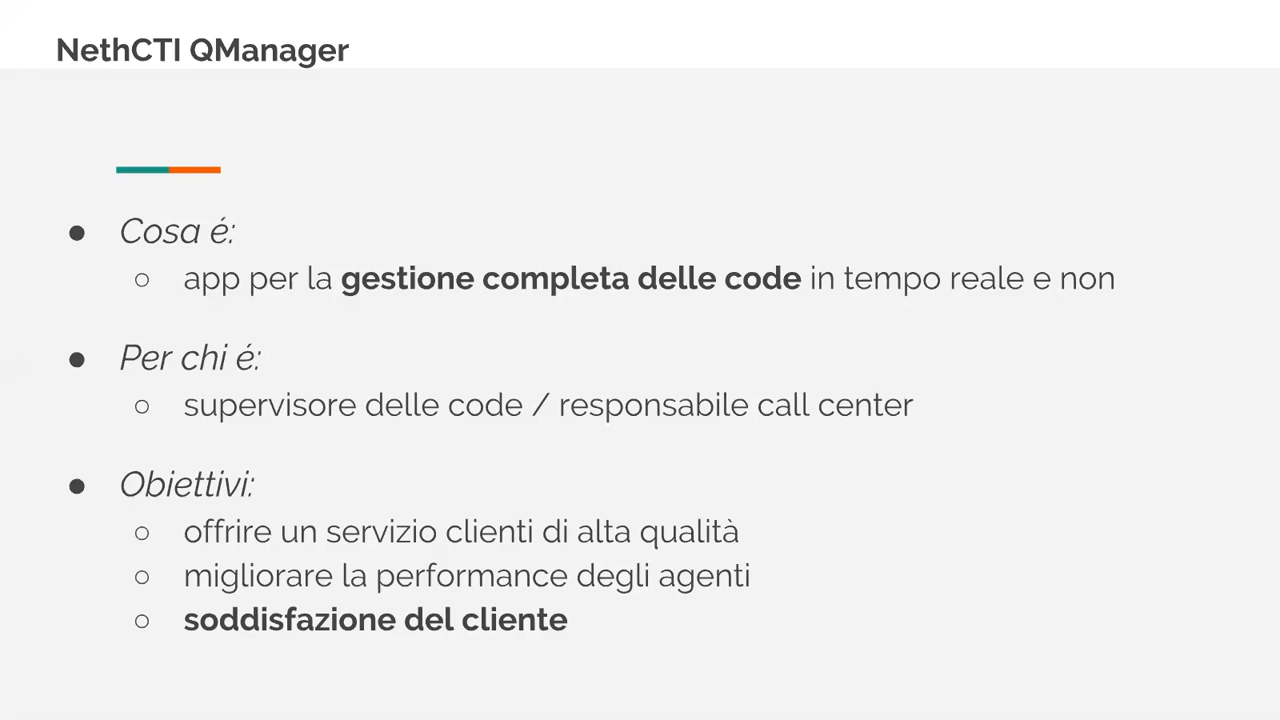 NethCTI QManager
● Cosa é:
○ app per la gestione completa delle code in tempo reale e non
● Per chi é:
○ supervisore delle code / responsabile call center
● Obiettivi:
○ offrire un servizio clienti di alta qualità
○ migliorare la performance degli agenti
○ soddisfazione del cliente